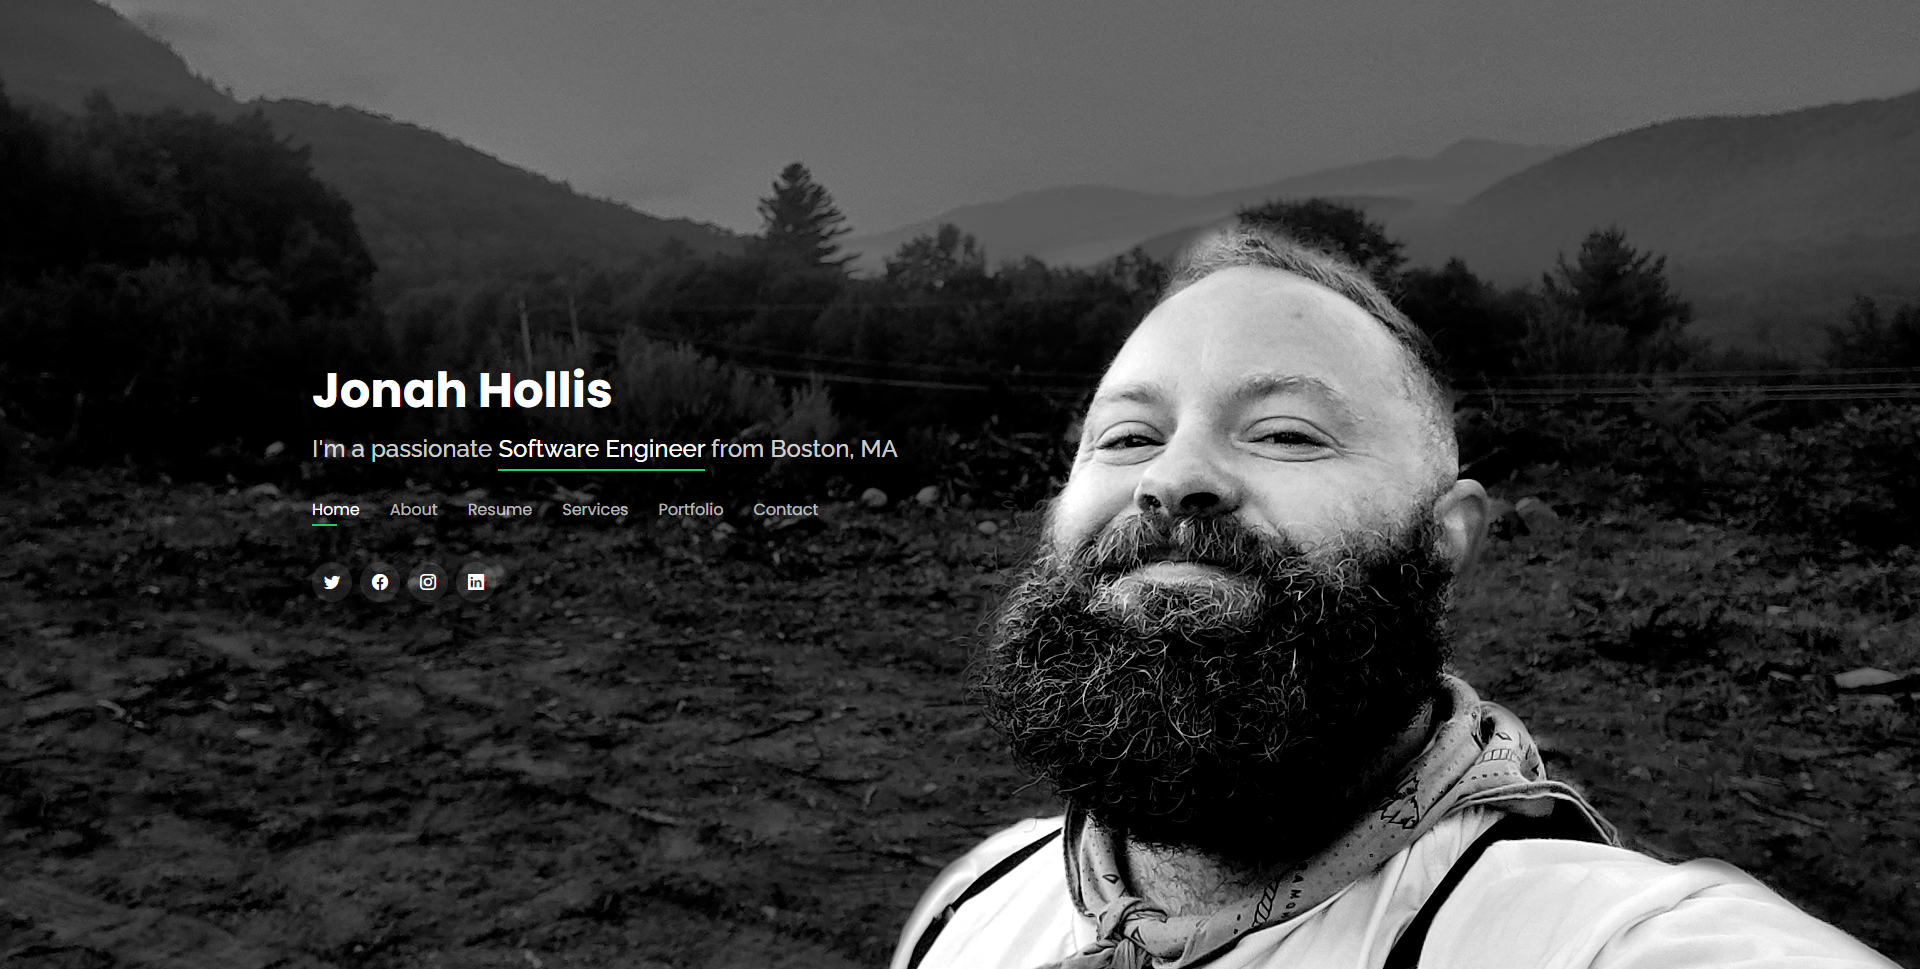 Jonah Hollis
I'm a passionate Software Engineer from Boston, MA
Home About Resume Services Portfolio Contact